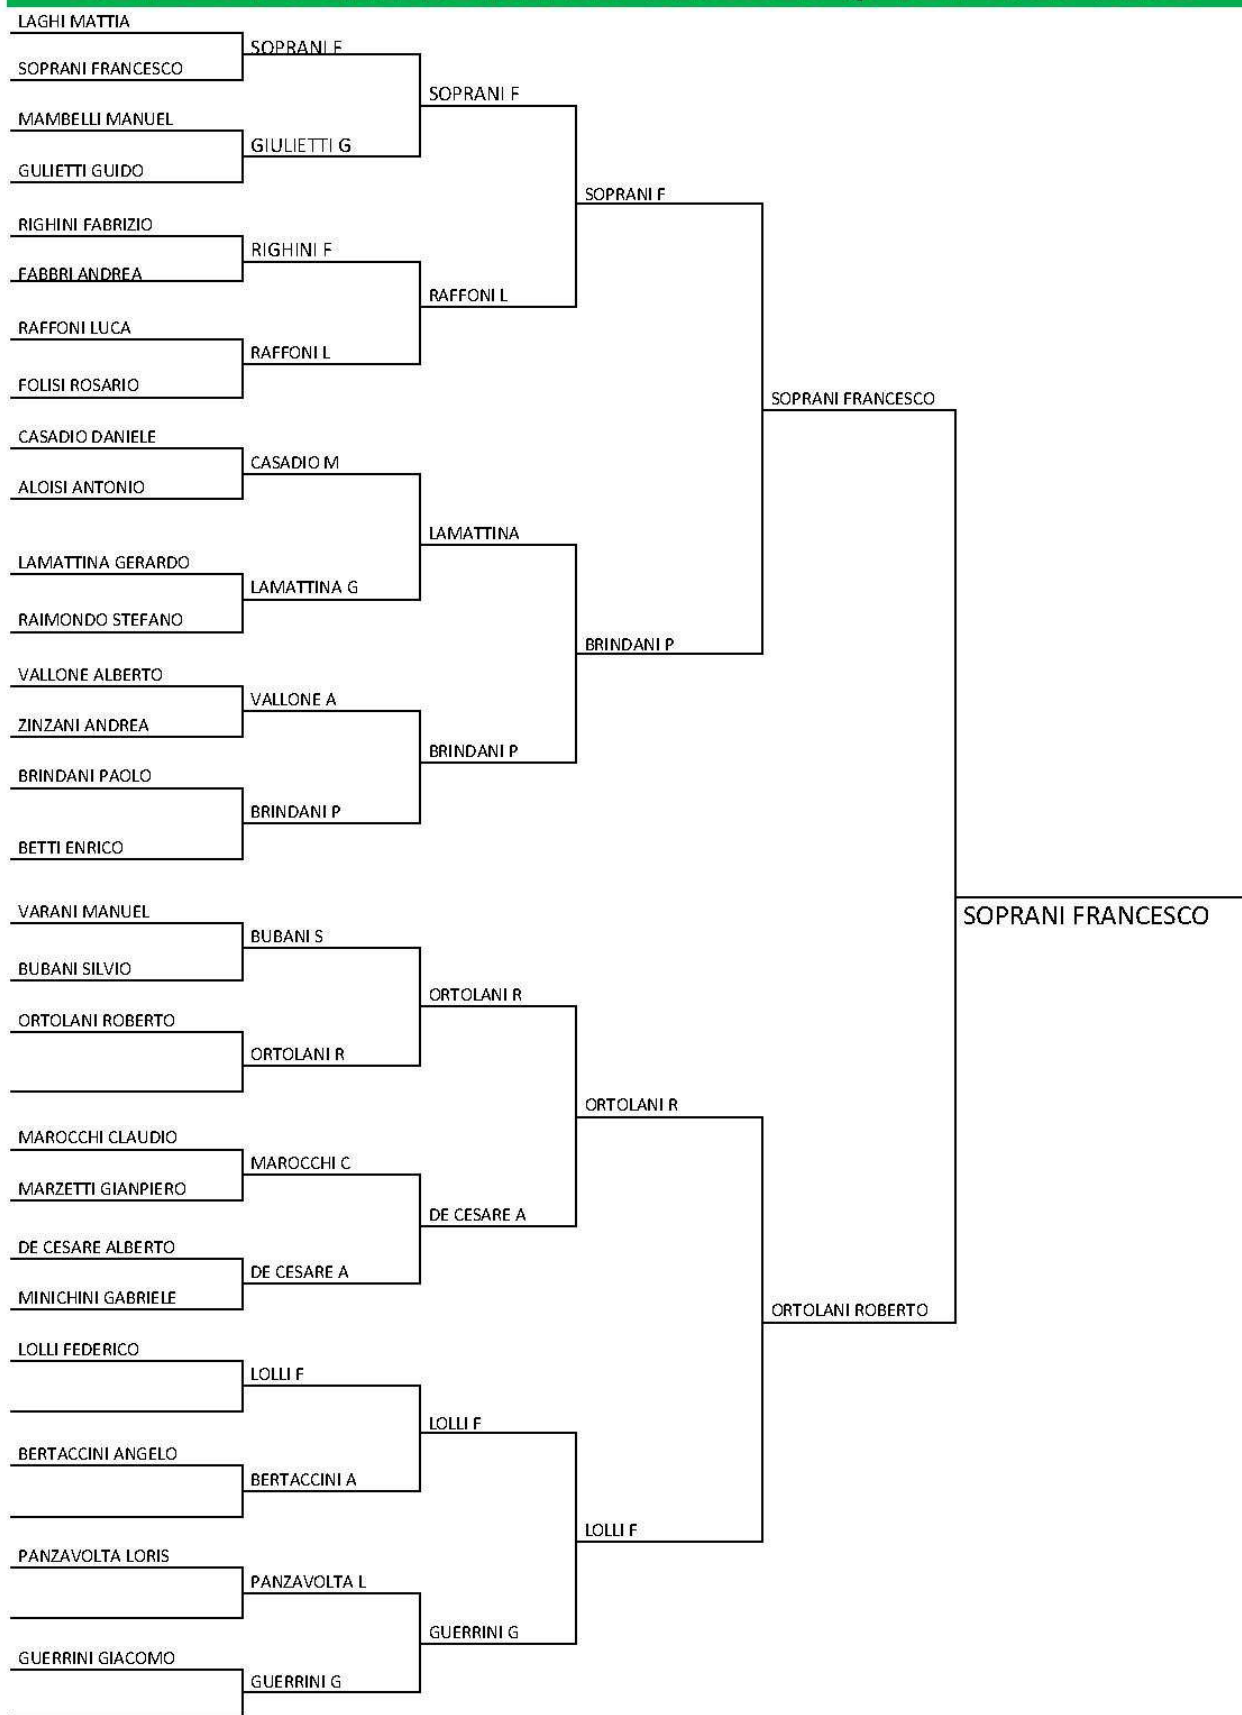 LAGHI MATTIA
SOPRANI FRANCESCO
MAMBELLI MANUEL
GULIETTI GUIDO
RIGHINI FABRIZIO
FABBRI ANDREA
RAFFONI LUCA
FOLISI ROSARIO
CASADIO DANIELE
ALOISI ANTONIO
LAMATTINA GERARDO
RAIMONDO STEFANO
VALLONE ALBERTO
ZINZANI ANDREA
BRINDANI PAOLO
BETTI ENRICO
VARANI MANUEL
BUBANI SILVIO
ORTOLANI ROBERTO
MAROCCHI CLAUDIO
MARZETTI GIANPIERO
DE CESARE ALBERTO
MINICHINI GABRIELE
LOLLI FEDERICO
BERTACCINI ANGELO
PANZAVOLTA LORIS
GUERRINI GIACOMO
SOPRANI F
GIULIETTI G
RIGHINI F
RAFFONI L
CASADIO M
LAMATTINA G
VALLONE A
BRINDANI P
BUBANI S
ORTOLANI R
MAROCCHI C
DE CESARE A
LOLLI F
BERTACCINI A
PANZAVOLTA L
GUERRINI G
SOPRANI F
RAFFONI L
LAMATTINA
BRINDANI P
ORTOLANI R
DE CESARE A
LOLLI F
GUERRINI G
SOPRANI F
BRINDANI P
ORTOLANI R
LOLLI F
SOPRANI FRANCESCO
ORTOLANI ROBERTO
SOPRANI FRANCESCO